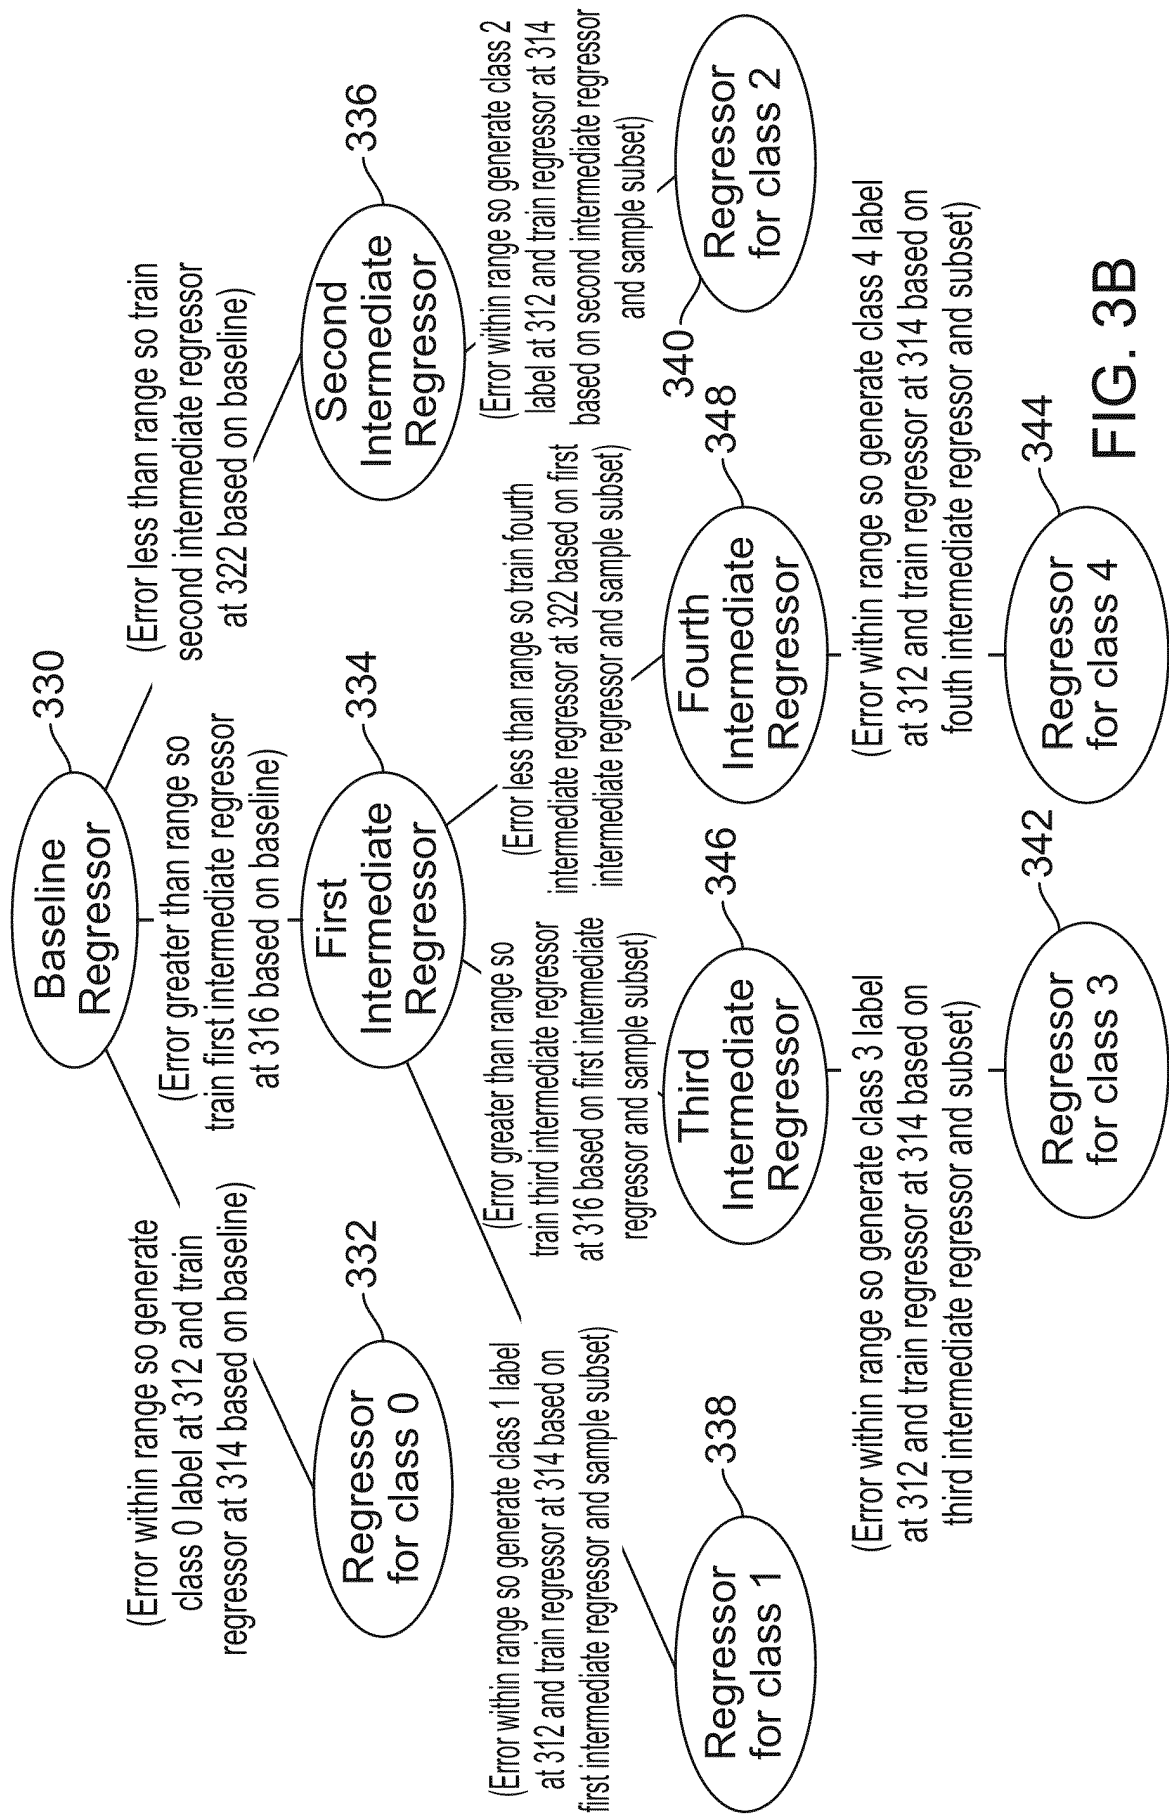 Baseline
Regressor
330
(Error within range so generate
class 0 label at 312 and train
regressor at 314 based on baseline)
(Error greater than range so
train first intermediate regressor
at 316 based on baseline)
(Error less than range so train
second intermediate regressor
at 322 based on baseline)
Regressor
for class 0
332
First
Intermediate
Regressor
334
Second
Intermediate
Regressor
336
(Error within range so generate class 1 label
at 312 and train regressor at 314 based on
first intermediate regressor and sample subset)
(Error greater than range so
train third intermediate regressor
at 316 based on first intermediate
regressor and sample subset)
(Error less than range so train fourth
intermediate regressor at 322 based on first
intermediate regressor and sample subset)
(Error within range so generate class 2
label at 312 and train regressor at 314
based on second intermediate regressor
and sample subset)
Regressor
for class 1
338
Third
Intermediate
Regressor
346
Fourth
Intermediate
Regressor
348
340
Regressor
for class 2
(Error within range so generate class 3 label
at 312 and train regressor at 314 based on
third intermediate regressor and subset)
(Error within range so generate class 4 label
at 312 and train regressor at 314 based on
fouth intermediate regressor and subset)
Regressor
for class 3
342
Regressor
for class 4
344
FIG. 3B